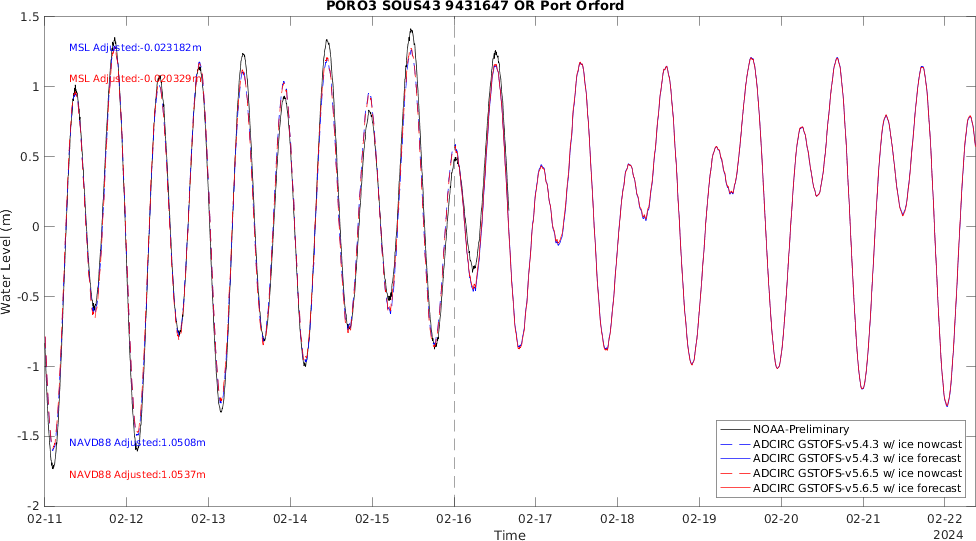 PORO3 SOUS43 9431647 OR Port Orford
MSL Adjusted:-0.023182m
MSL Adjusted:-0.020329m
NAVD88 Adjusted:1.0508m
NAVD88 Adjusted:1.0537m
Water Level (m)
1.5
1
0.5
0
-0.5
-1
-1.5
-2
NOAA-Preliminary
ADCIRC GSTOFS-v5.4.3 w/ ice nowcast
ADCIRC GSTOFS-v5.4.3 w/ ice forecast
ADCIRC GSTOFS-v5.6.5 w/ ice nowcast
ADCIRC GSTOFS-v5.6.5 w/ ice forecast
02-11 02-12 02-13 02-14 02-15 02-16 02-17 02-18 02-19 02-20 02-21 02-22
2024
Time